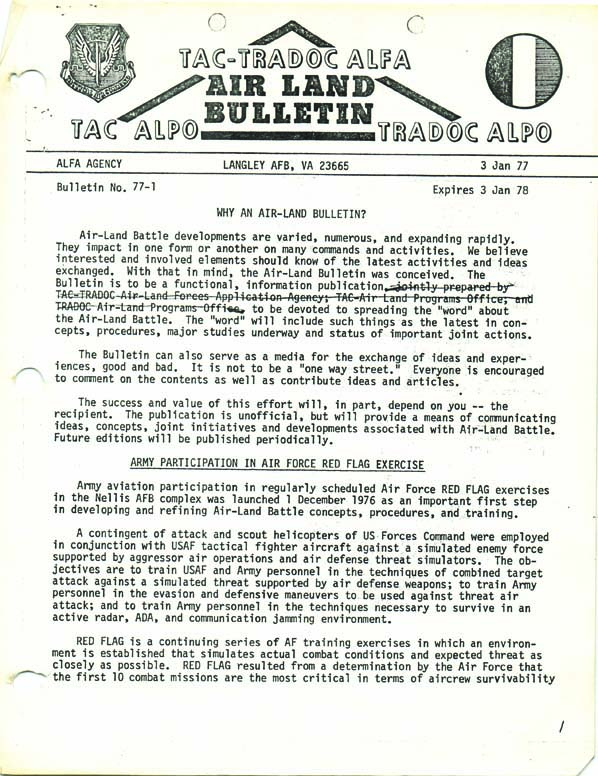 TAC-TRADOC ALFA
AIR LAND
BULLETIN
TAC ALPO TRADOC ALPO
ALFA AGENCY LANGLEY AFB, VA 23665 3 Jan 77
Bulletin No. 77-1 Expires 3 Jan 78
WHY AN AIR-LAND BULLETIN?
Air-Land Battle developments are varied, numerous, and expanding rapidly.
They impact in one form or another on many commands and activities. We believe
interested and involved elements should know of the latest activities and ideas
exchanged. With that in mind, the Air-Land Bulletin was conceived. The
Bulletin is to be a functional, information publication, jointly prepared by
TAC-TRADOC Air-Land Forces Application Agency; TAC-Air Land Programs Office; and
TRADOC Air-Land Programs Office, to be devoted to spreading the "word" about
the Air-Land Battle. The "word" will include such things as the latest in con-
cepts, procedures, major studies underway and status of important joint actions.
The Bulletin can also serve as a media for the exchange of ideas and exper-
iences, good and bad. It is not to be a "one way street." Everyone is encouraged
to comment on the contents as well as contribute ideas and articles.
The success and value of this effort will, in part, depend on you -- the
recipient. The publication is unofficial, but will provide a means of communicating
ideas, concepts, joint initiatives and developments associated with Air-Land Battle.
Future editions will be published periodically.
ARMY PARTICIPATION IN AIR FORCE RED FLAG EXERCISE
Army aviation participation in regularly scheduled Air Force RED FLAG exercises
in the Nellis AFB complex was launched 1 December 1976 as an important first step
in developing and refining Air-Land Battle concepts, procedures, and training.
A contingent of attack and scout helicopters of US Forces Command were employed
in conjunction with USAF tactical fighter aircraft against a simulated enemy force
supported by aggressor air operations and air defense threat simulators. The ob-
jectives are to train USAF and Army personnel in the techniques of combined target
attack against a simulated threat supported by air defense weapons; to train Army
personnel in the evasion and defensive maneuvers to be used against threat air
attack; and to train Army personnel in the techniques necessary to survive in an
active radar, ADA, and communication jamming environment.
RED FLAG is a continuing series of AF training exercises in which an environ-
ment is established that simulates actual combat conditions and expected threat as
closely as possible. RED FLAG resulted from a determination by the Air Force that
the first 10 combat missions are the most critical in terms of aircrew survivability
1